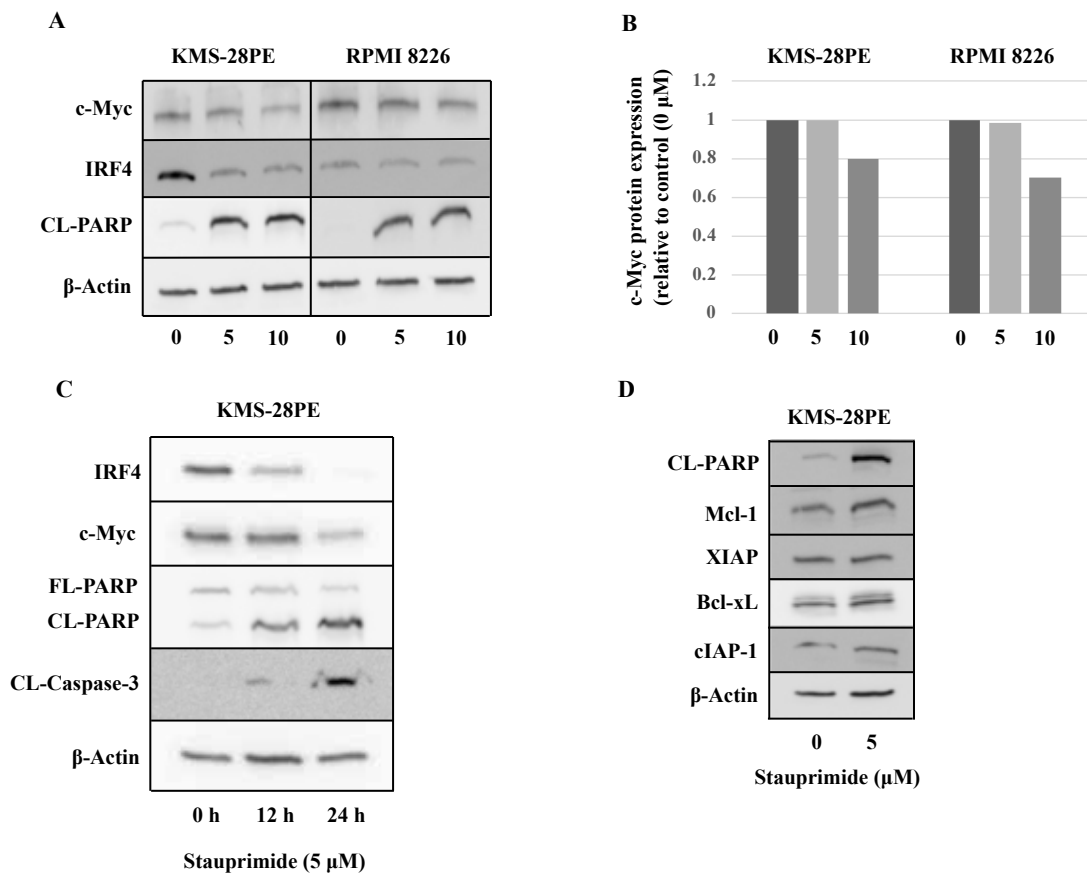 A
KMS-28PE RPMI 8226
c-Myc
IRF4
CL-PARP
β-Actin
0 5 10 0 5 10
B
KMS-28PE RPMI 8226
c-Myc protein expression
(relative to control (0 μM)
1.2
1
0.8
0.6
0.4
0.2
0
0 5 10 0 5 10
C
KMS-28PE
IRF4
c-Myc
FL-PARP
CL-PARP
CL-Caspase-3
β-Actin
0 h 12 h 24 h
Stauprimide (5 μM)
D
KMS-28PE
CL-PARP
Mcl-1
XIAP
Bcl-xL
cIAP-1
β-Actin
0 5
Stauprimide (μM)